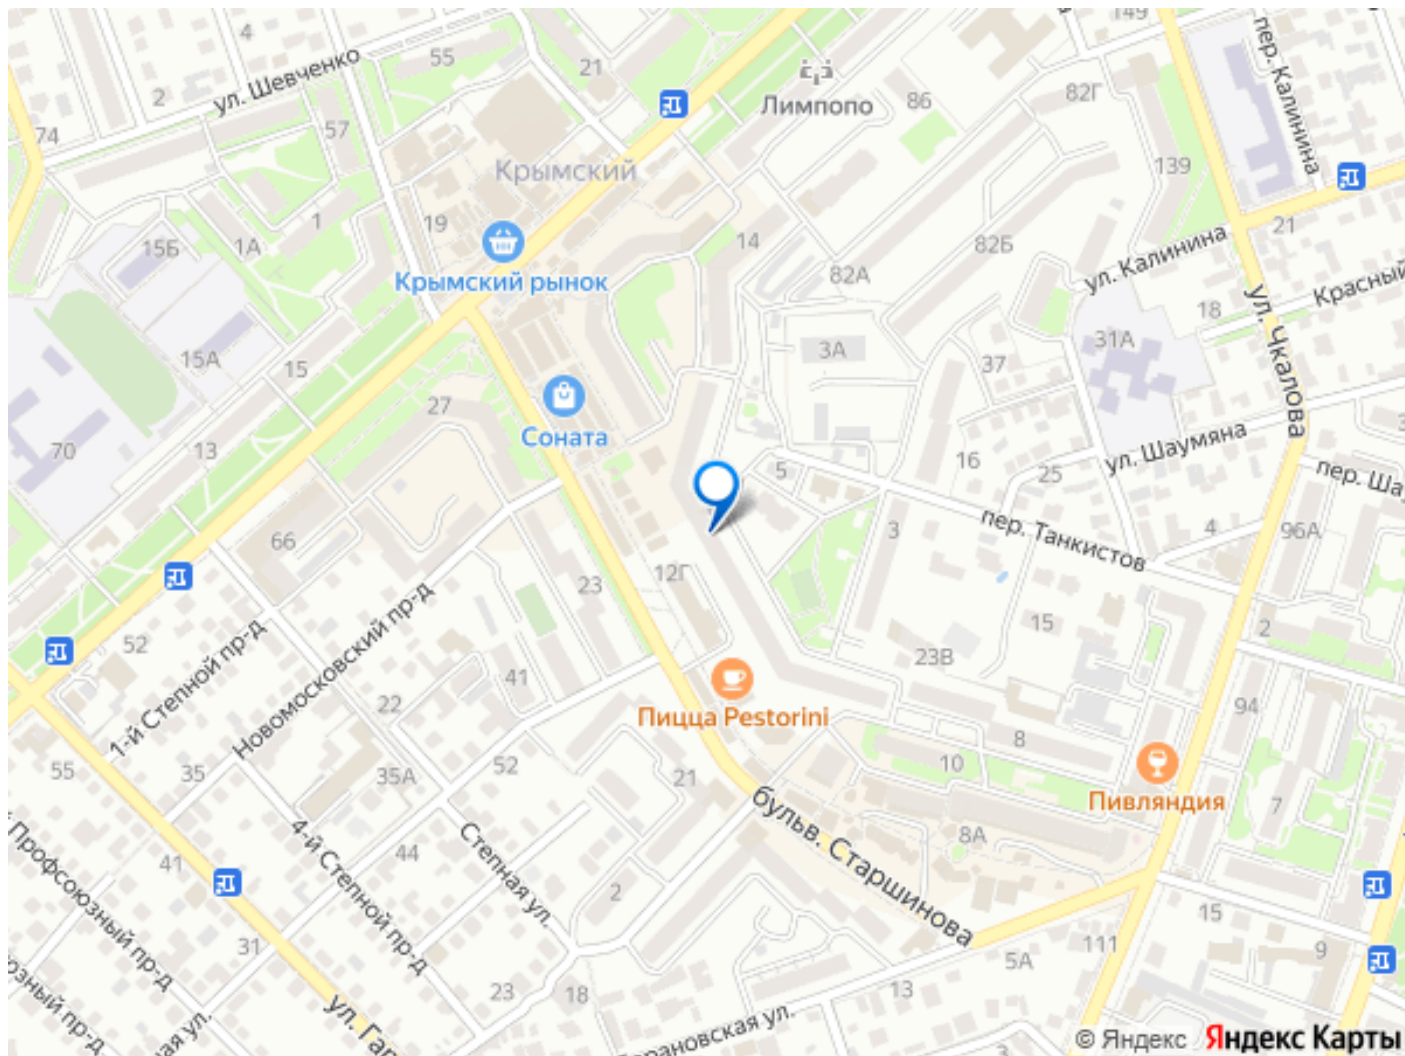 149
4
55
ул. Шевченко
21
2
57
74
Лимпопо
86
82Г
пер. Калинина
139
Крымский
19
1
1А
15Б
14
82Б
82А
ул. Калинина
21
Крымский рынок
Красный
18
ул. Чкалова
31А
15А
15
3А
37
27
Соната
70
13
16
25
ул. Шаумяна
пер. Ша
5
3
пер. Танкистов
4
96А
66
12Г
23
52
1-й Степной пр-д
Новомосковский пр-д
41
22
15
23В
2
Пицца Pestorini
94
8
10
55
35
35А
52
21
Пивляндия
7
бульв. Старшинова
8А
41
44
4-й Степной пр-д
Степная ул.
Профсюзный пр-д
2
15
31
111
5А
9
23
18
13
ул. Га
© Яндекс Яндекс Карты